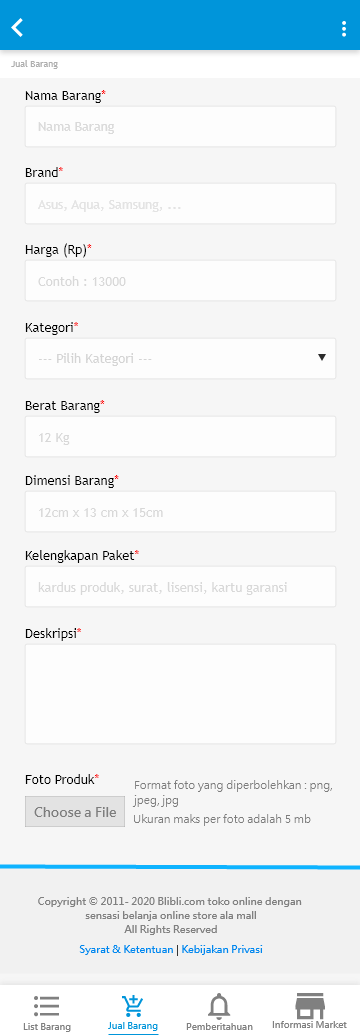 Jual Barang
Nama Barang*
Nama Barang
Brand*
Asus, Aqua, Samsung, ...
Harga (Rp)*
Contoh : 13000
Kategori*
--- Pilih Kategori ---
Berat Barang*
12 Kg
Dimensi Barang*
12cm x 13 cm x 15cm
Kelengkapan Paket*
kardus produk, surat, lisensi, kartu garansi
Deskripsi*
Foto Produk*
Choose a File
Format foto yang diperbolehkan : png,
jpeg, jpg
Ukuran maks per foto adalah 5 mb
Copyright © 2011- 2020 Blibli.com toko online dengan
sensasi belanja online store ala mall
All Rights Reserved
Syarat & Ketentuan | Kebijakan Privasi
List Barang
Jual Barang
Pemberitahuan
Informasi Market